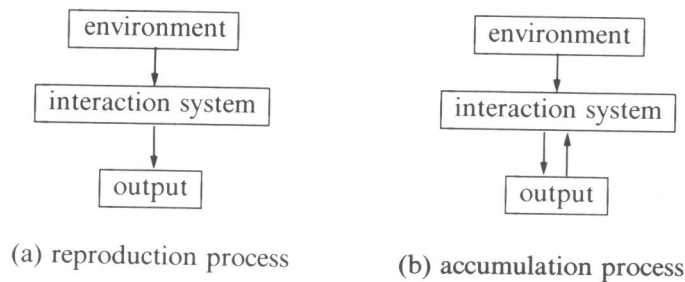 environment
interaction system
output
(a) reproduction process
environment
interaction system
output
(b) accumulation process